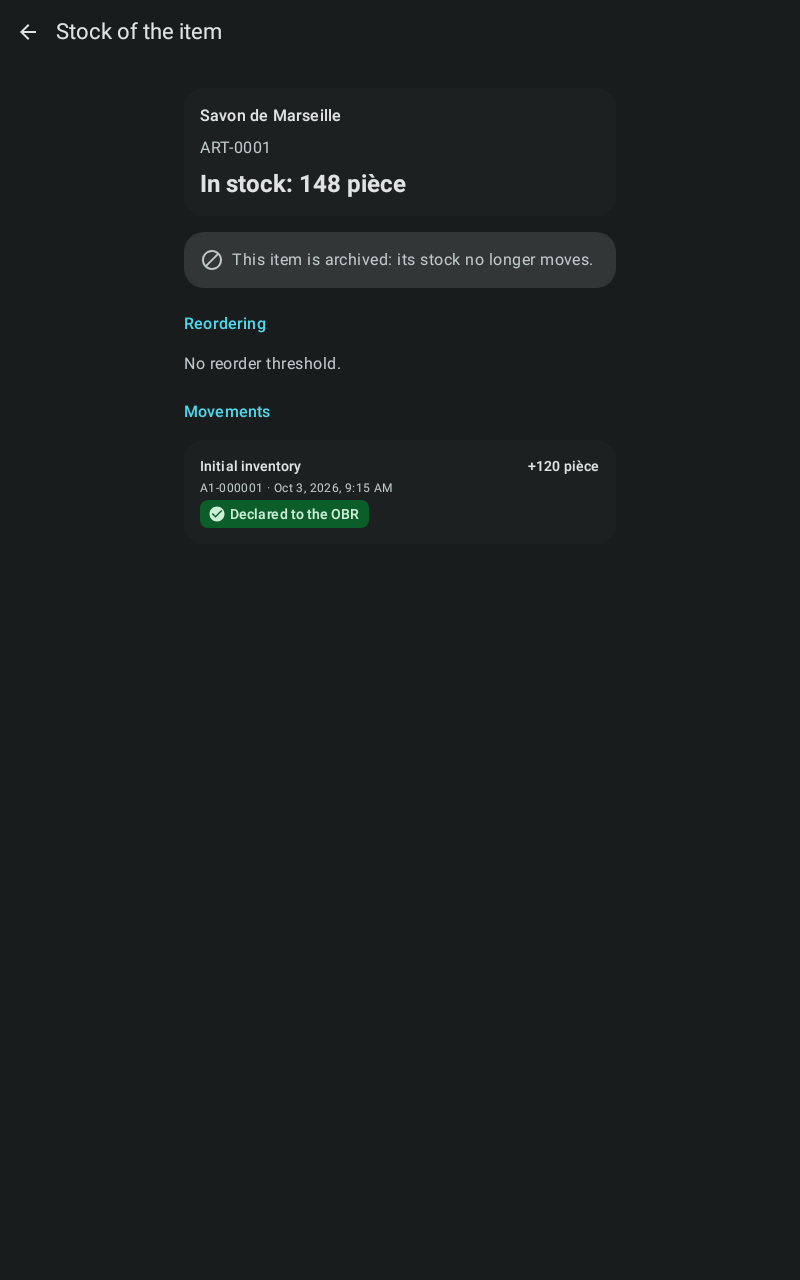 Stock of the item
Savon de Marseille
ART-0001
In stock: 148 pièce
This item is archived: its stock no longer moves.
Reordering
No reorder threshold.
Movements
Initial inventory +120 pièce
A1-000001 · Oct 3, 2026, 9:15 AM
Declared to the OBR